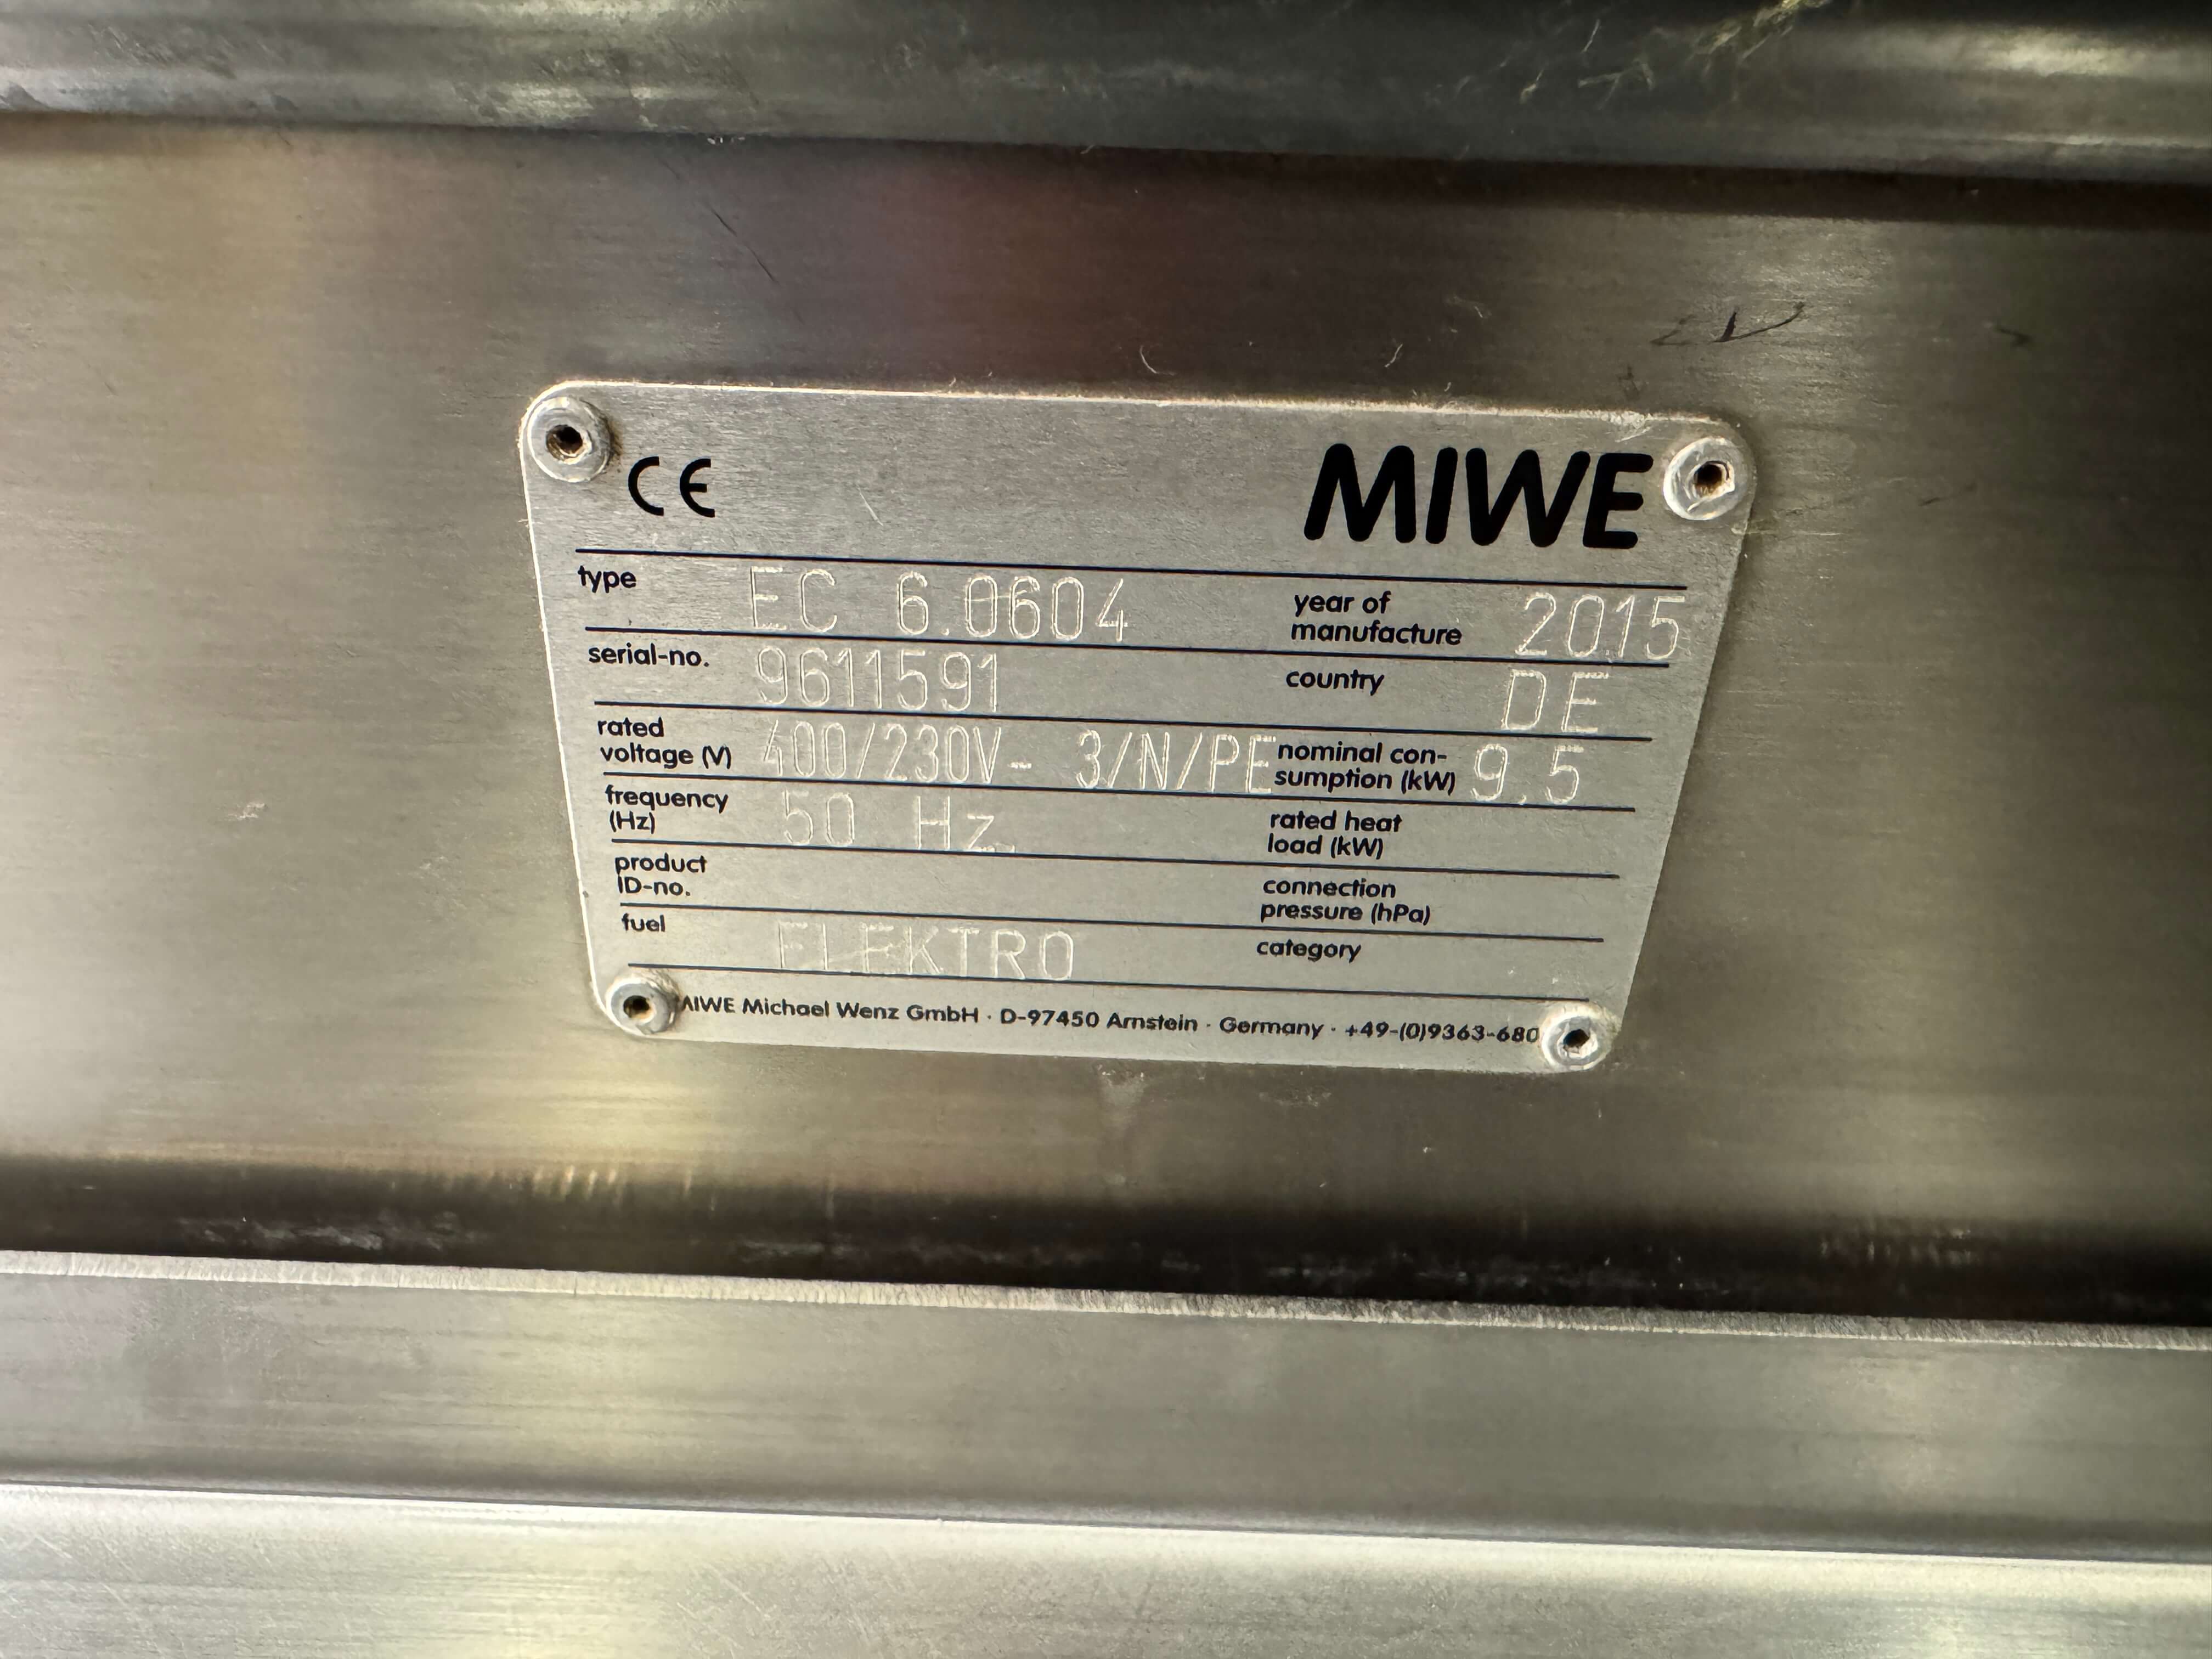 CE MIWE
type EC 6.0604 year of manufacture 2015
serial-no. 9611591 country DE
rated voltage (V) 400/230V~ 3/N/PE nominal con-sumption (kW) 9.5
frequency (Hz) 50 Hz rated heat load (kW)
product ID-no. connection pressure (hPa)
fuel ELEKTRO category
MIWE Michael Wenz GmbH · D-97450 Arnstein · Germany · +49-(0)9363-680